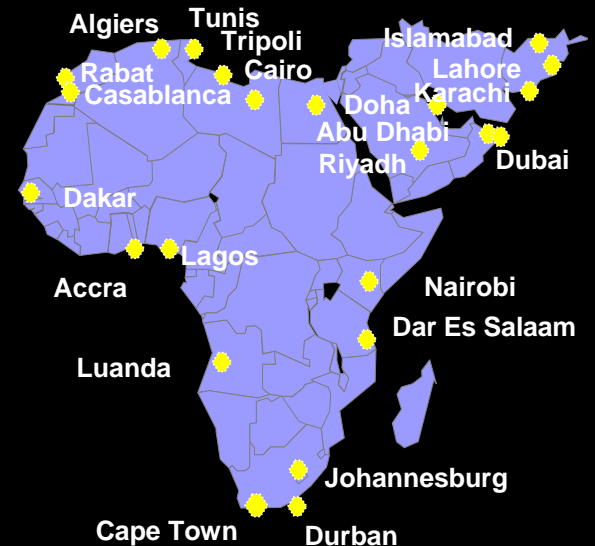 Tunis
Algiers
Tripoli
Islamabad
Rabat
Cairo
Lahore
Casablanca
Doha
Karachi
Abu Dhabi
Riyadh
Dubai
Dakar
Lagos
Accra
Nairobi
Dar Es Salaam
Luanda
Johannesburg
Cape Town
Durban